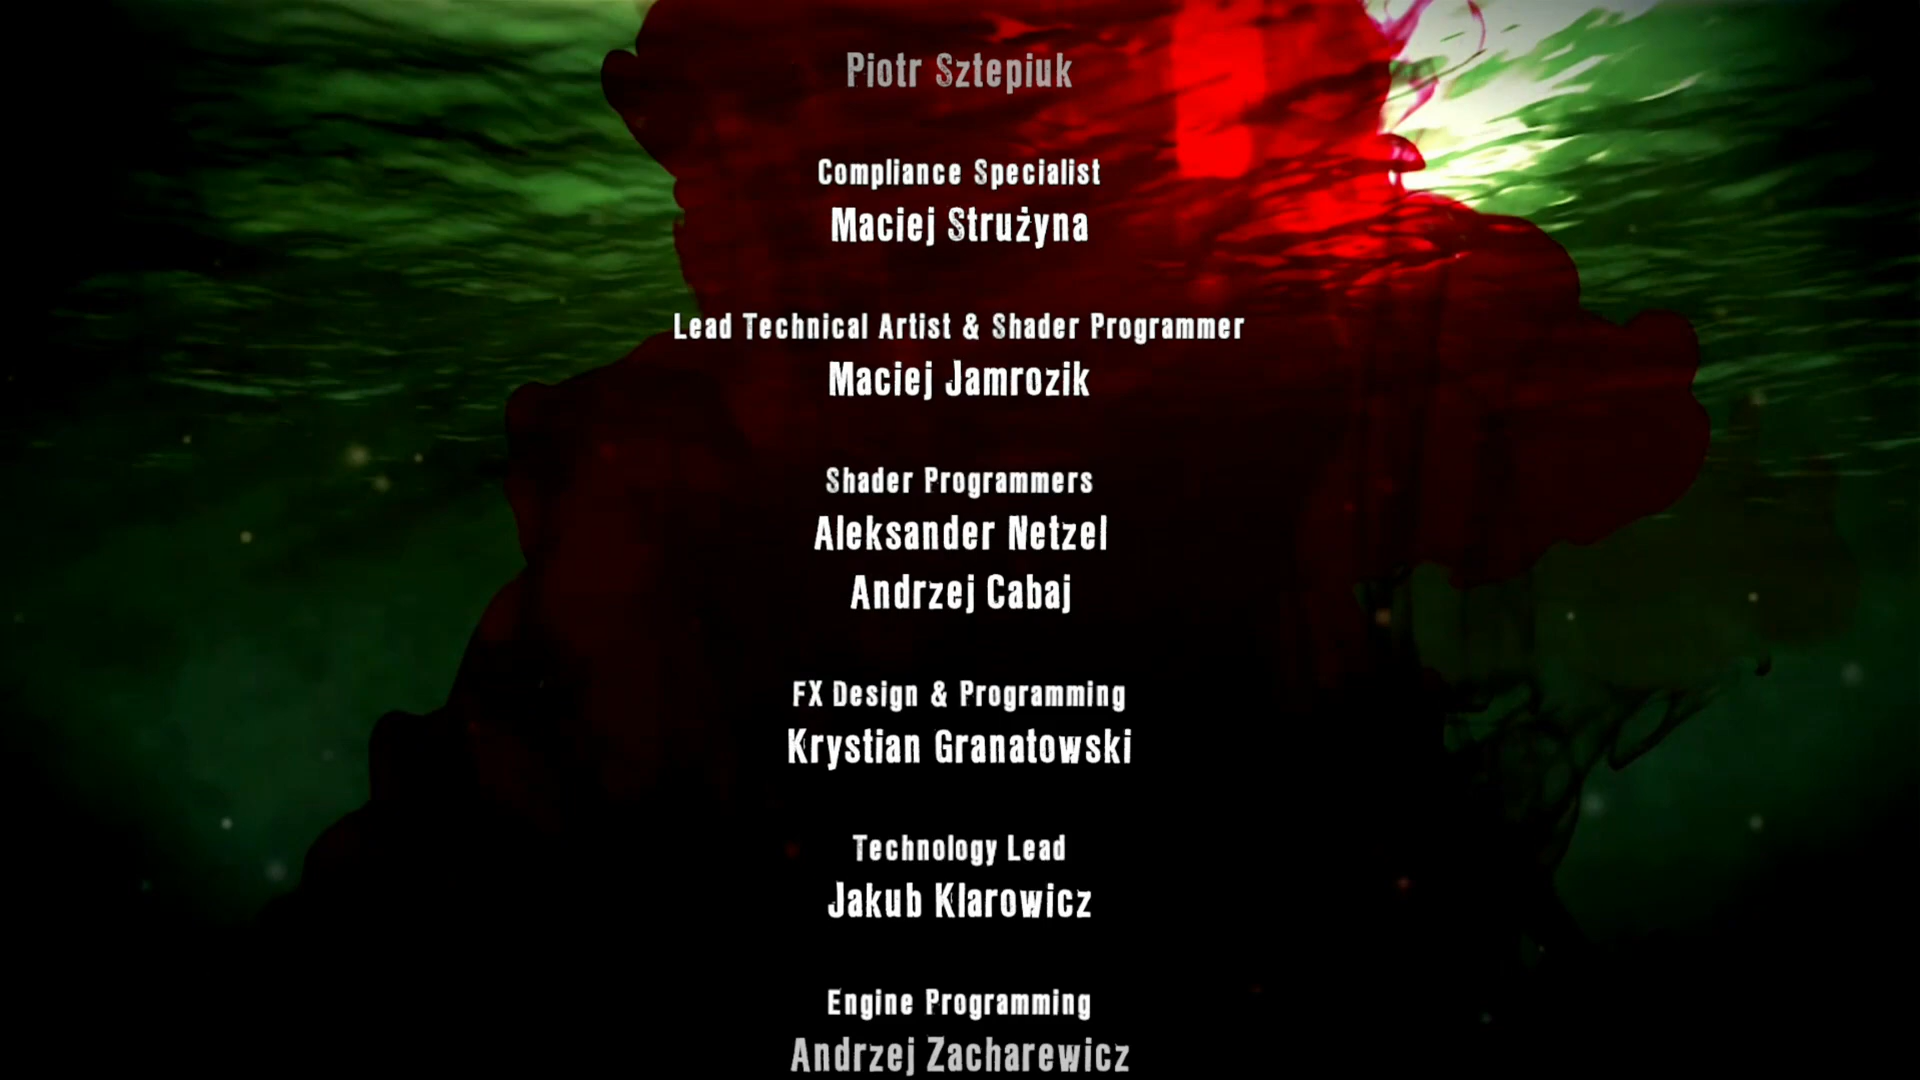 Piotr Sztepiuk
Compliance Specialist
Maciej Strużyna
Lead Technical Artist & Shader Programmer
Maciej Jamrozik
Shader Programmers
Aleksander Netzel
Andrzej Cabaj
FX Design & Programming
Krystian Granatowski
Technology Lead
Jakub Klarowicz
Engine Programming
Andrzej Zacharewicz